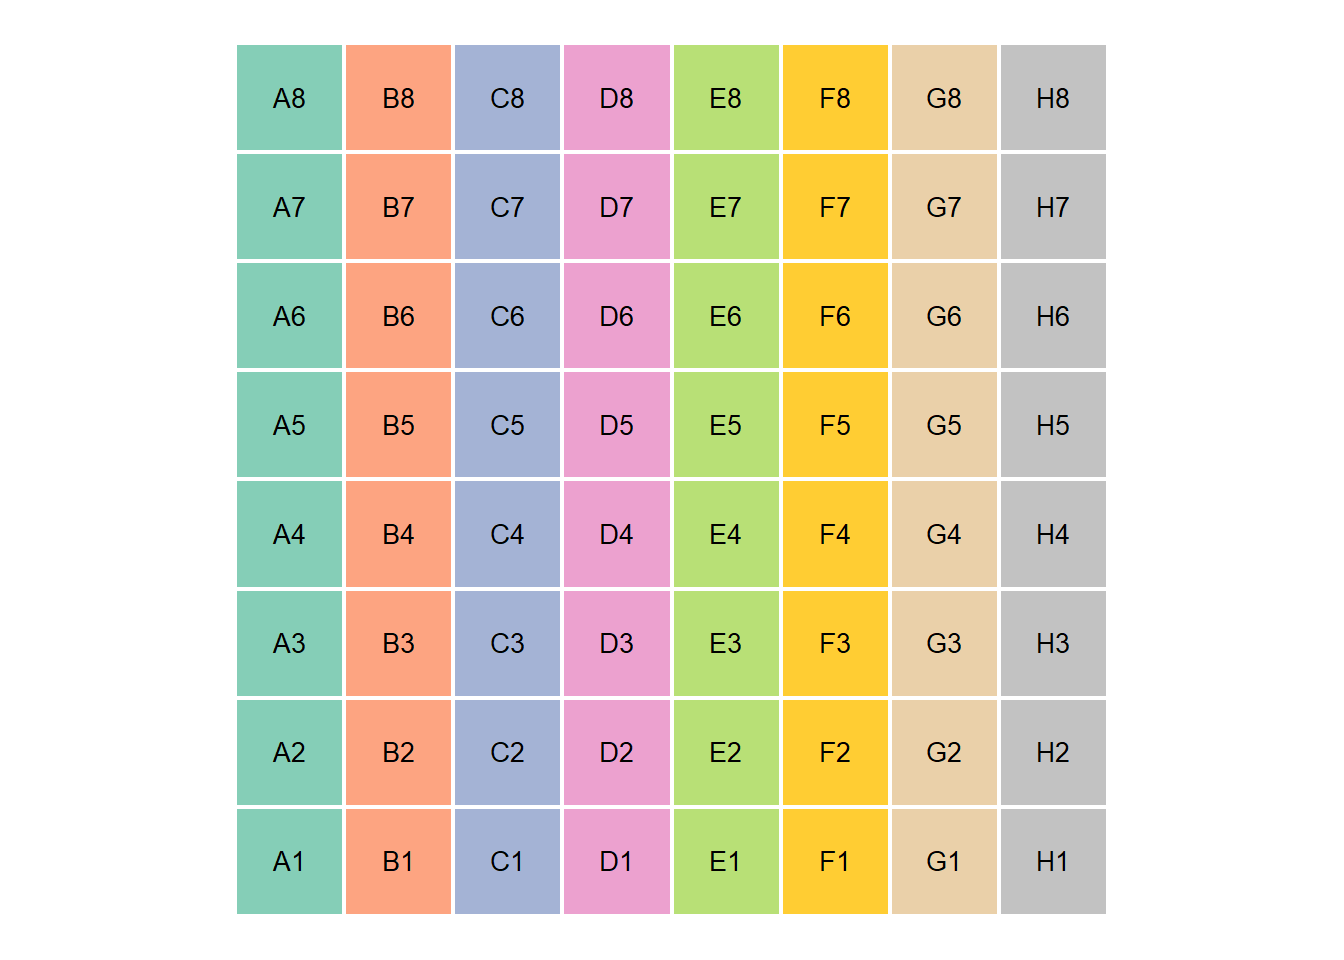 A8 B8 C8 D8 E8 F8 G8 H8
A7 B7 C7 D7 E7 F7 G7 H7
A6 B6 C6 D6 E6 F6 G6 H6
A5 B5 C5 D5 E5 F5 G5 H5
A4 B4 C4 D4 E4 F4 G4 H4
A3 B3 C3 D3 E3 F3 G3 H3
A2 B2 C2 D2 E2 F2 G2 H2
A1 B1 C1 D1 E1 F1 G1 H1